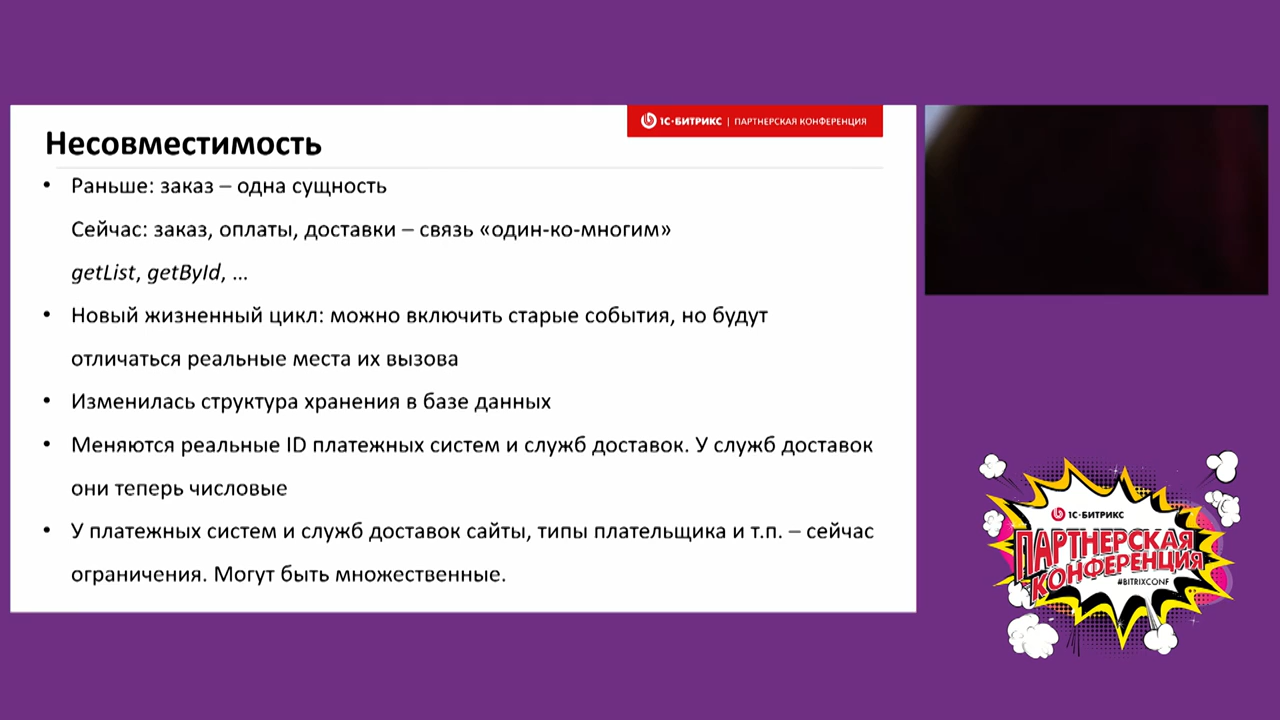 1С-БИТРИКС | ПАРТНЕРСКАЯ КОНФЕРЕНЦИЯ
Несовместимость
• Раньше: заказ – одна сущность
Сейчас: заказ, оплаты, доставки – связь «один-ко-многим»
getList, getById, ...
• Новый жизненный цикл: можно включить старые события, но будут
отличаться реальные места их вызова
• Изменилась структура хранения в базе данных
• Меняются реальные ID платежных систем и служб доставок. У служб доставок
они теперь числовые
• У платежных систем и служб доставок сайты, типы плательщика и т.п. – сейчас
ограничения. Могут быть множественные.
1С-БИТРИКС
ПАРТНЕРСКАЯ
КОНФЕРЕНЦИЯ
#BITRIXCONF